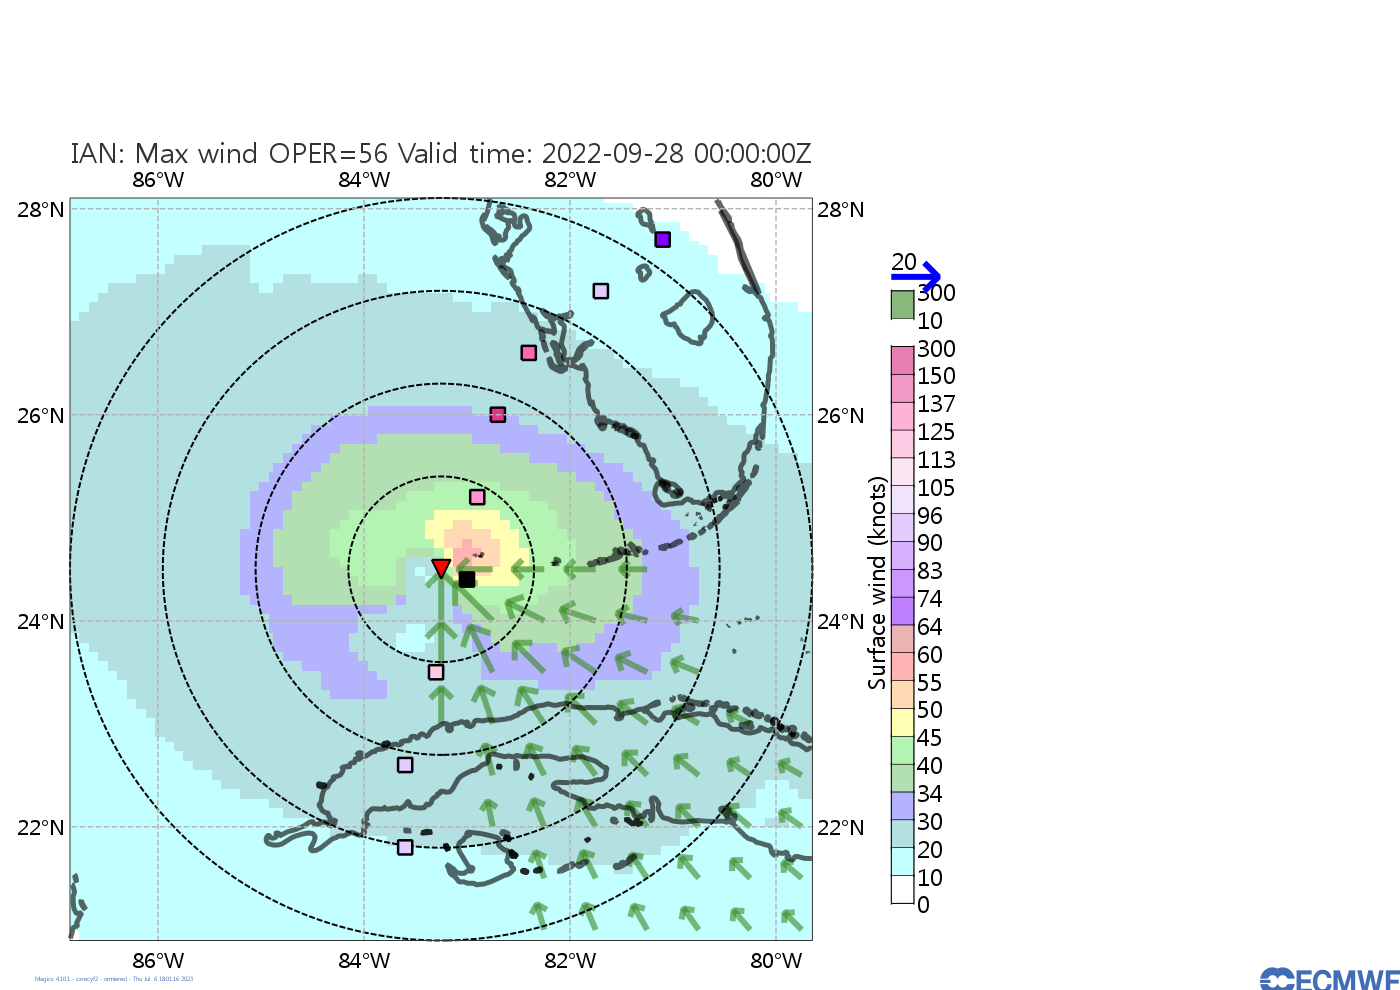 IAN: Max wind OPER=56 Valid time: 2022-09-28 00:00:00Z
86°W 84°W 82°W 80°W
28°N 28°N
26°N 26°N
24°N 24°N
22°N 22°N
86°W 84°W 82°W 80°W
20
300
10
Surface wind (knots)
300
150
137
125
113
105
96
90
83
74
64
60
55
50
45
40
34
30
20
10
0
Magics 4.10.1 - sxrecyf2 - ormieresl - Thu Jul 6 18:01:16 2023
ECMWF